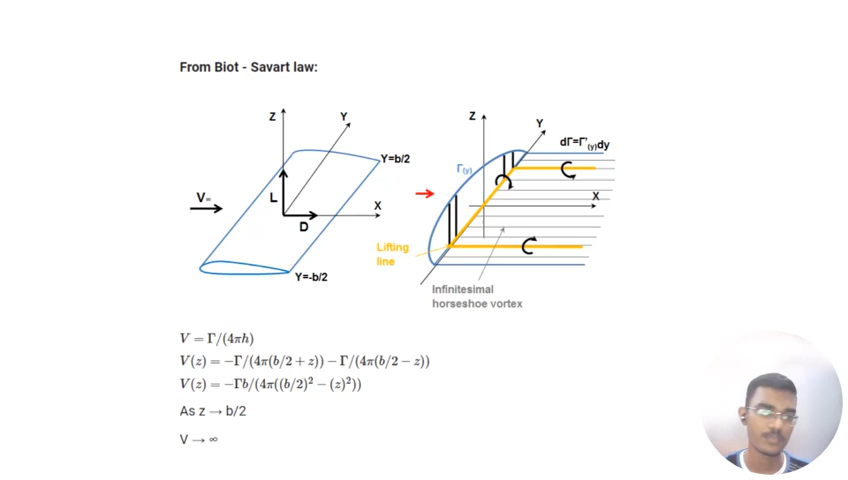 From Biot - Savart law:
Z
Y
Y=b/2
V∞
L
X
D
Y=-b/2
Z
Y
dΓ=Γ'(y)dy
Γ(y)
X
Lifting
line
Infinitesimal
horseshoe vortex
V = Γ/(4πh)
V(z) = −Γ/(4π(b/2 + z)) − Γ/(4π(b/2 − z))
V(z) = −Γb/(4π((b/2)² − (z)²))
As z → b/2
V → ∞